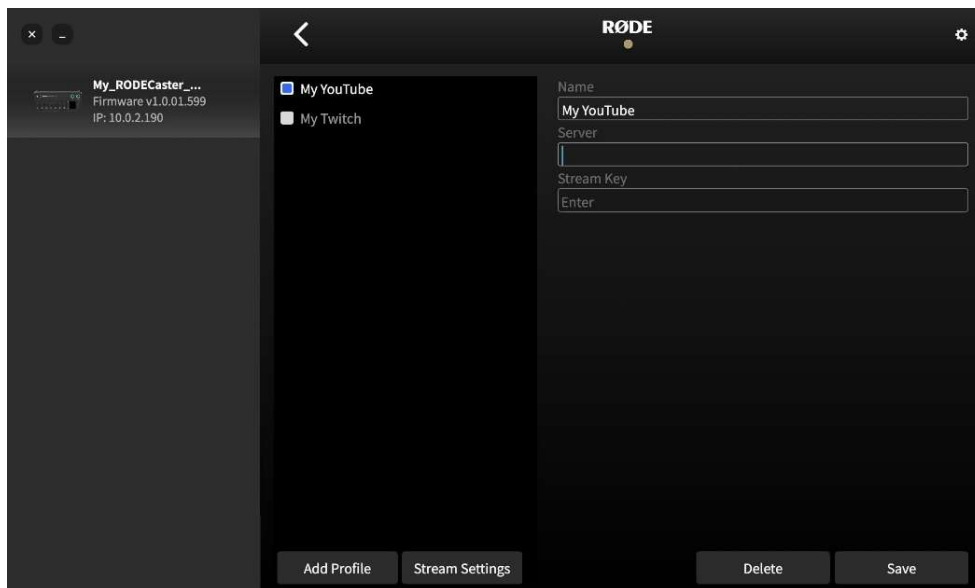 RØDE
My_RODECaster_...
Firmware v1.0.01.599
IP: 10.0.2.190
My YouTube
My Twitch
Name
My YouTube
Server
Stream Key
Enter
Add Profile
Stream Settings
Delete
Save